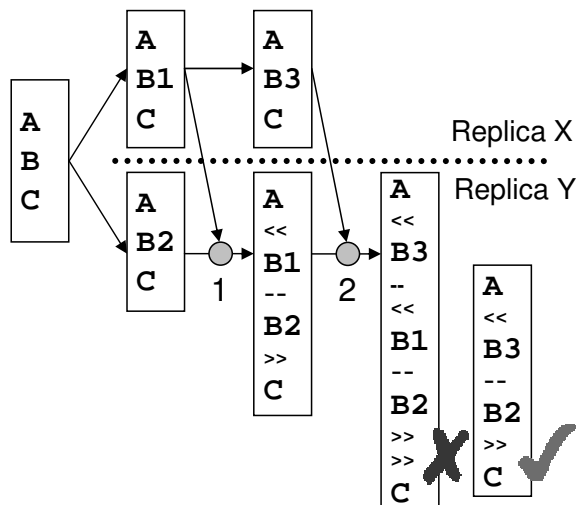 A
B
C
A
B1
C
A
B3
C
Replica X
Replica Y
A
B2
C
1
A
<<
B1
--
B2
>>
C
2
A
<<
B3
--
<<
B1
--
B2
>>
>>
C
A
<<
B3
--
B2
>>
C